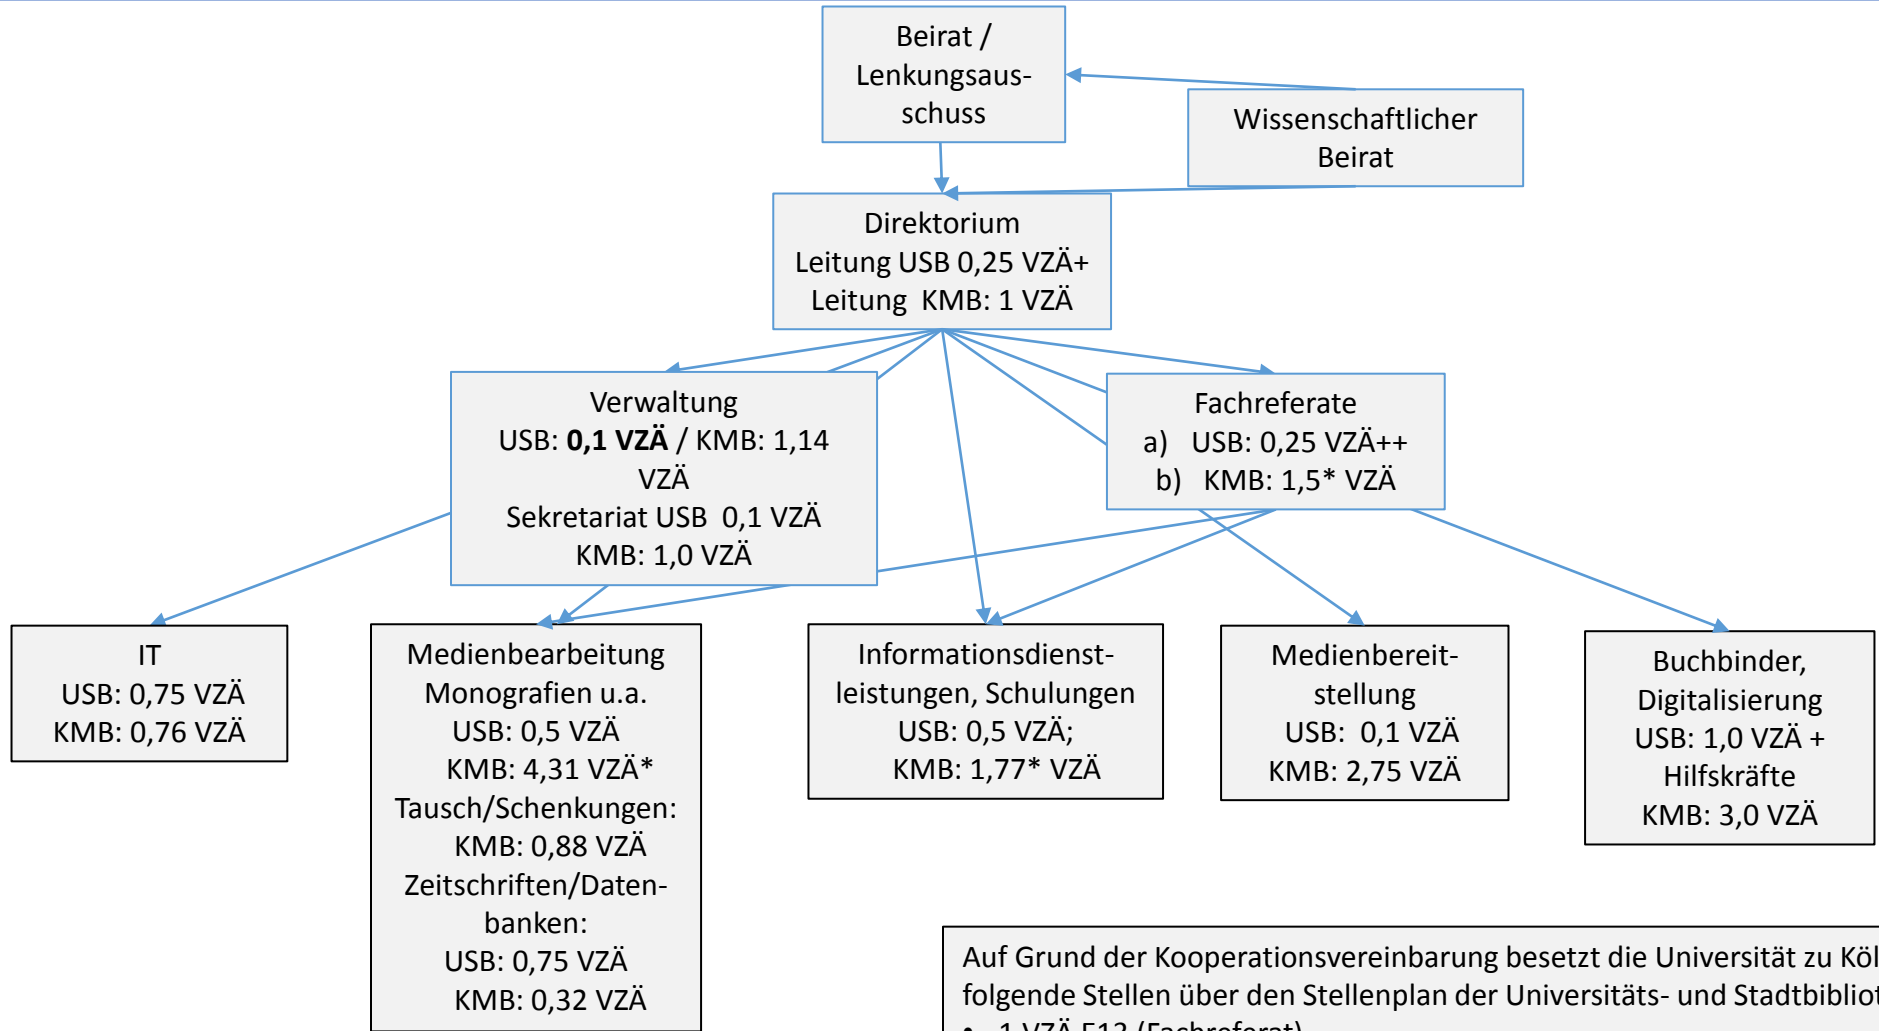 Beirat /
Lenkungsaus-
schuss
Wissenschaftlicher
Beirat
Direktorium
Leitung USB 0,25 VZÄ+
Leitung KMB: 1 VZÄ
Verwaltung
USB: 0,1 VZÄ / KMB: 1,14
VZÄ
Sekretariat USB 0,1 VZÄ
KMB: 1,0 VZÄ
Fachreferate
a) USB: 0,25 VZÄ++
b) KMB: 1,5* VZÄ
IT
USB: 0,75 VZÄ
KMB: 0,76 VZÄ
Medienbearbeitung
Monografien u.a.
USB: 0,5 VZÄ
KMB: 4,31 VZÄ*
Tausch/Schenkungen:
KMB: 0,88 VZÄ
Zeitschriften/Daten-
banken:
USB: 0,75 VZÄ
KMB: 0,32 VZÄ
Informationsdienst-
leistungen, Schulungen
USB: 0,5 VZÄ;
KMB: 1,77* VZÄ
Medienbereit-
stellung
USB: 0,1 VZÄ
KMB: 2,75 VZÄ
Buchbinder,
Digitalisierung
USB: 1,0 VZÄ +
Hilfskräfte
KMB: 3,0 VZÄ
Auf Grund der Kooperationsvereinbarung besetzt die Universität zu Köl
folgende Stellen über den Stellenplan der Universitäts- und Stadtbibliot
• 1 VZÄ E13 (Fachreferat)